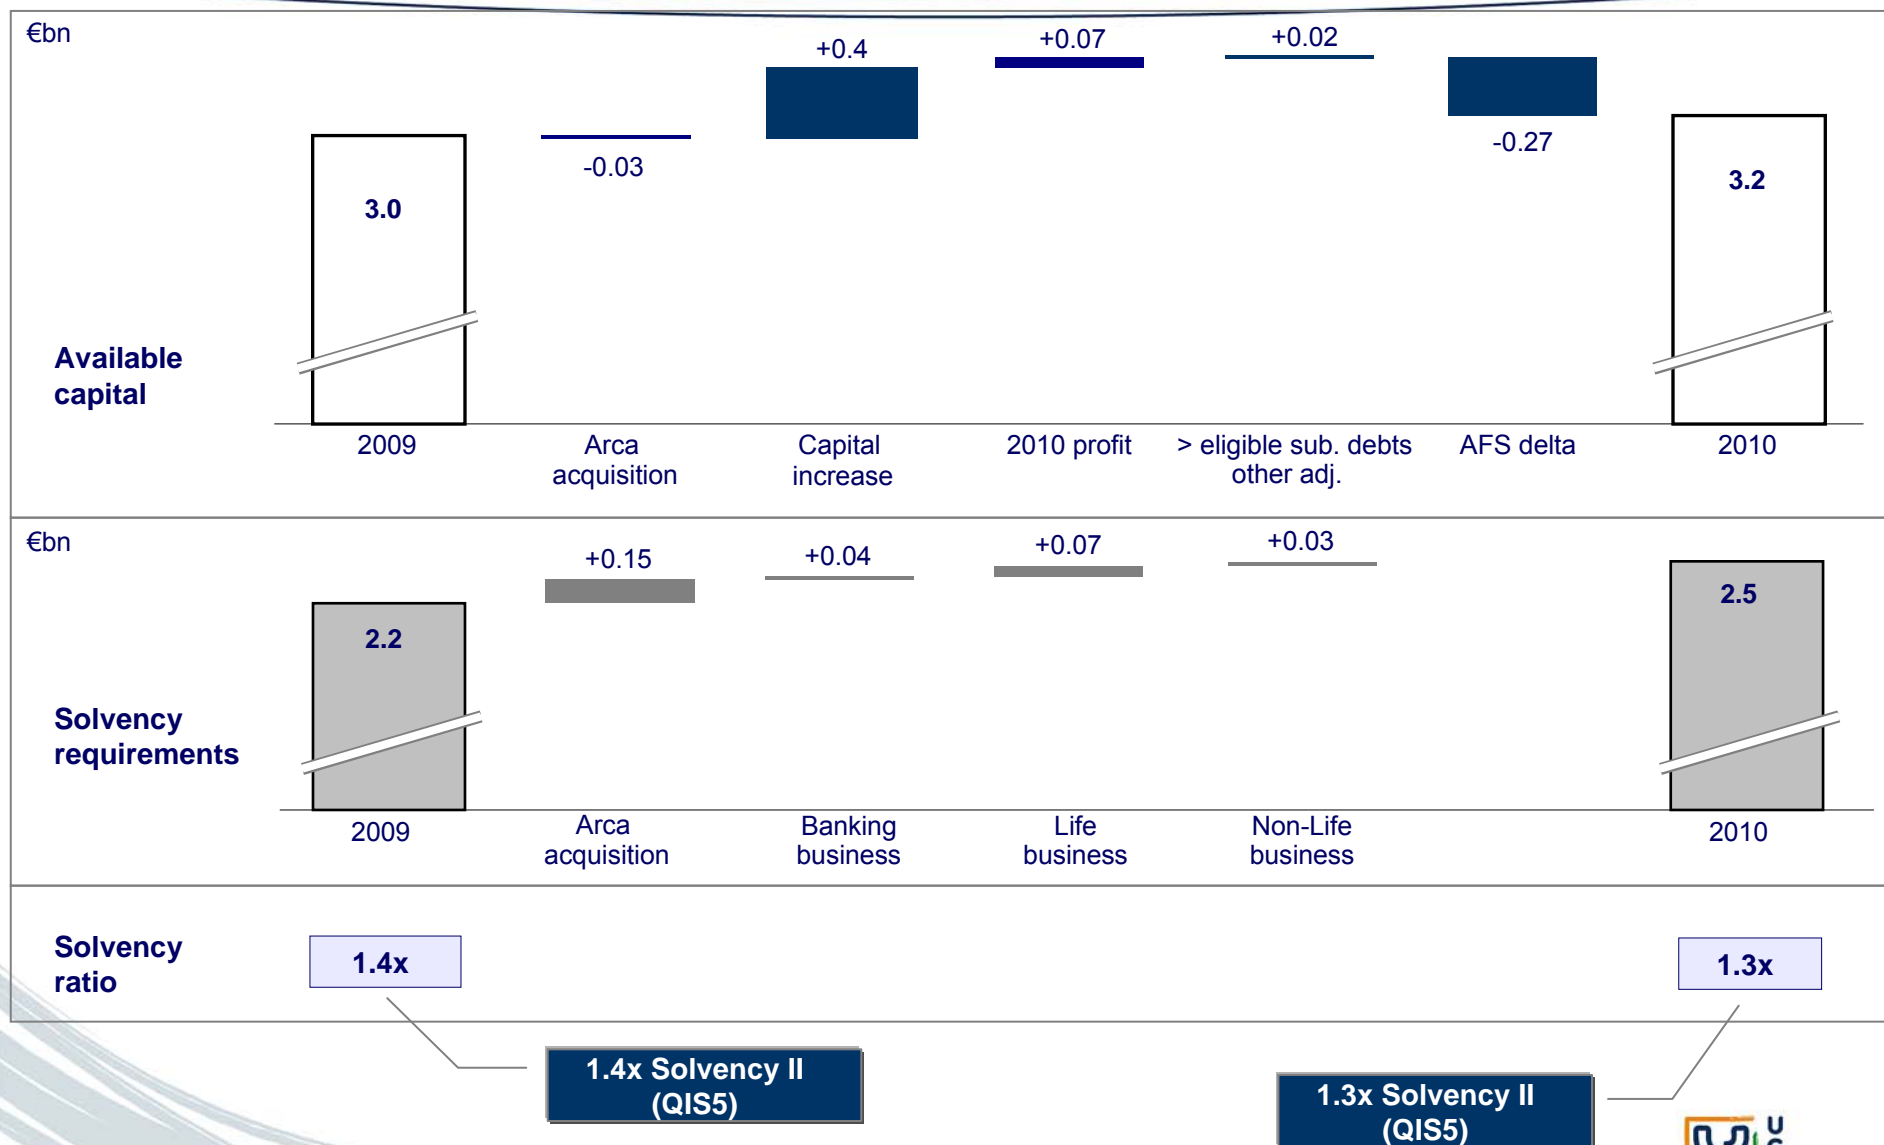 €bn
+0.4
+0.07
+0.02
-0.03
-0.27
3.0
3.2
Available
capital
2009
Arca
acquisition
Capital
increase
2010 profit
> eligible sub. debts
other adj.
AFS delta
2010
€bn
+0.15
+0.04
+0.07
+0.03
2.2
2.5
Solvency
requirements
2009
Arca
acquisition
Banking
business
Life
business
Non-Life
business
2010
Solvency
ratio
1.4x
1.3x
1.4x Solvency II
(QIS5)
1.3x Solvency II
(QIS5)